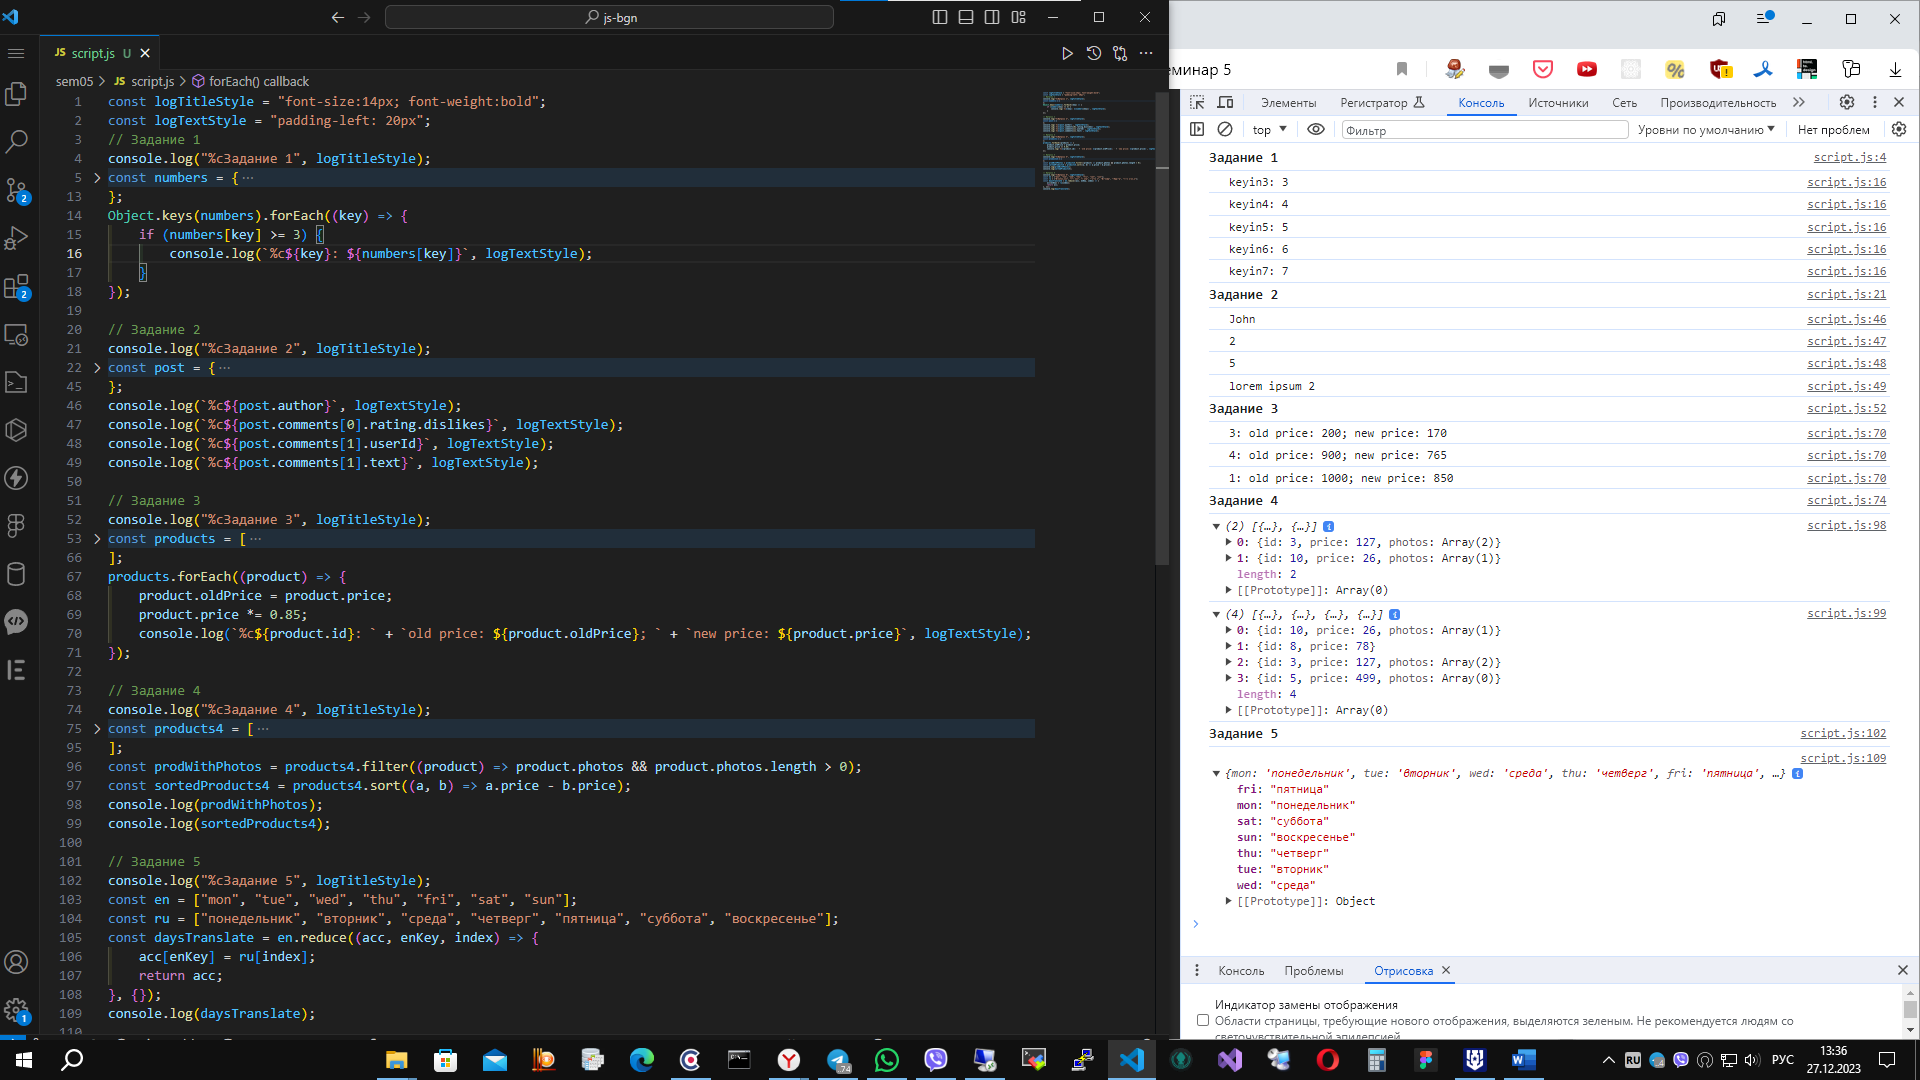 js-bgn
JS script.js U
sem05 > JS script.js > forEach() callback
1 const logTitleStyle = "font-size:14px; font-weight:bold";
2 const logTextStyle = "padding-left: 20px";
3 // Задание 1
4 console.log("%cЗадание 1", logTitleStyle);
5 const numbers = { ···
13 };
14 Object.keys(numbers).forEach((key) => {
15 if (numbers[key] >= 3) {
16 console.log(`%c${key}: ${numbers[key]}`, logTextStyle);
17 }
18 });
19
20 // Задание 2
21 console.log("%cЗадание 2", logTitleStyle);
22 const post = { ···
45 };
46 console.log(`%c${post.author}`, logTextStyle);
47 console.log(`%c${post.comments[0].rating.dislikes}`, logTextStyle);
48 console.log(`%c${post.comments[1].userId}`, logTextStyle);
49 console.log(`%c${post.comments[1].text}`, logTextStyle);
50
51 // Задание 3
52 console.log("%cЗадание 3", logTitleStyle);
53 const products = [ ···
66 ];
67 products.forEach((product) => {
68 product.oldPrice = product.price;
69 product.price *= 0.85;
70 console.log(`%c${product.id}: ` + `old price: ${product.oldPrice}; ` + `new price: ${product.price}`, logTextStyle);
71 });
72
73 // Задание 4
74 console.log("%cЗадание 4", logTitleStyle);
75 const products4 = [ ···
95 ];
96 const prodWithPhotos = products4.filter((product) => product.photos && product.photos.length > 0);
97 const sortedProducts4 = products4.sort((a, b) => a.price - b.price);
98 console.log(prodWithPhotos);
99 console.log(sortedProducts4);
100
101 // Задание 5
102 console.log("%cЗадание 5", logTitleStyle);
103 const en = ["mon", "tue", "wed", "thu", "fri", "sat", "sun"];
104 const ru = ["понедельник", "вторник", "среда", "четверг", "пятница", "суббота", "воскресенье"];
105 const daysTranslate = en.reduce((acc, enKey, index) => {
106 acc[enKey] = ru[index];
107 return acc;
108 }, {});
109 console.log(daysTranslate);
110
2
2
1
еминар 5
Элементы Регистратор Консоль Источники Сеть Производительность
top Фильтр Уровни по умолчанию Нет проблем
Задание 1 script.js:4
keyin3: 3 script.js:16
keyin4: 4 script.js:16
keyin5: 5 script.js:16
keyin6: 6 script.js:16
keyin7: 7 script.js:16
Задание 2 script.js:21
John script.js:46
2 script.js:47
5 script.js:48
lorem ipsum 2 script.js:49
Задание 3 script.js:52
3: old price: 200; new price: 170 script.js:70
4: old price: 900; new price: 765 script.js:70
1: old price: 1000; new price: 850 script.js:70
Задание 4 script.js:74
(2) [{…}, {…}] script.js:98
0: {id: 3, price: 127, photos: Array(2)}
1: {id: 10, price: 26, photos: Array(1)}
length: 2
[[Prototype]]: Array(0)
(4) [{…}, {…}, {…}, {…}] script.js:99
0: {id: 10, price: 26, photos: Array(1)}
1: {id: 8, price: 78}
2: {id: 3, price: 127, photos: Array(2)}
3: {id: 5, price: 499, photos: Array(0)}
length: 4
[[Prototype]]: Array(0)
Задание 5 script.js:102
script.js:109
{mon: 'понедельник', tue: 'вторник', wed: 'среда', thu: 'четверг', fri: 'пятница', …}
fri: "пятница"
mon: "понедельник"
sat: "суббота"
sun: "воскресенье"
thu: "четверг"
tue: "вторник"
wed: "среда"
[[Prototype]]: Object
Консоль Проблемы Отрисовка
Индикатор замены отображения
Области страницы, требующие нового отображения, выделяются зеленым. Не рекомендуется людям со
светочувствительной эпилепсией.
74
RU РУС 13:36
27.12.2023